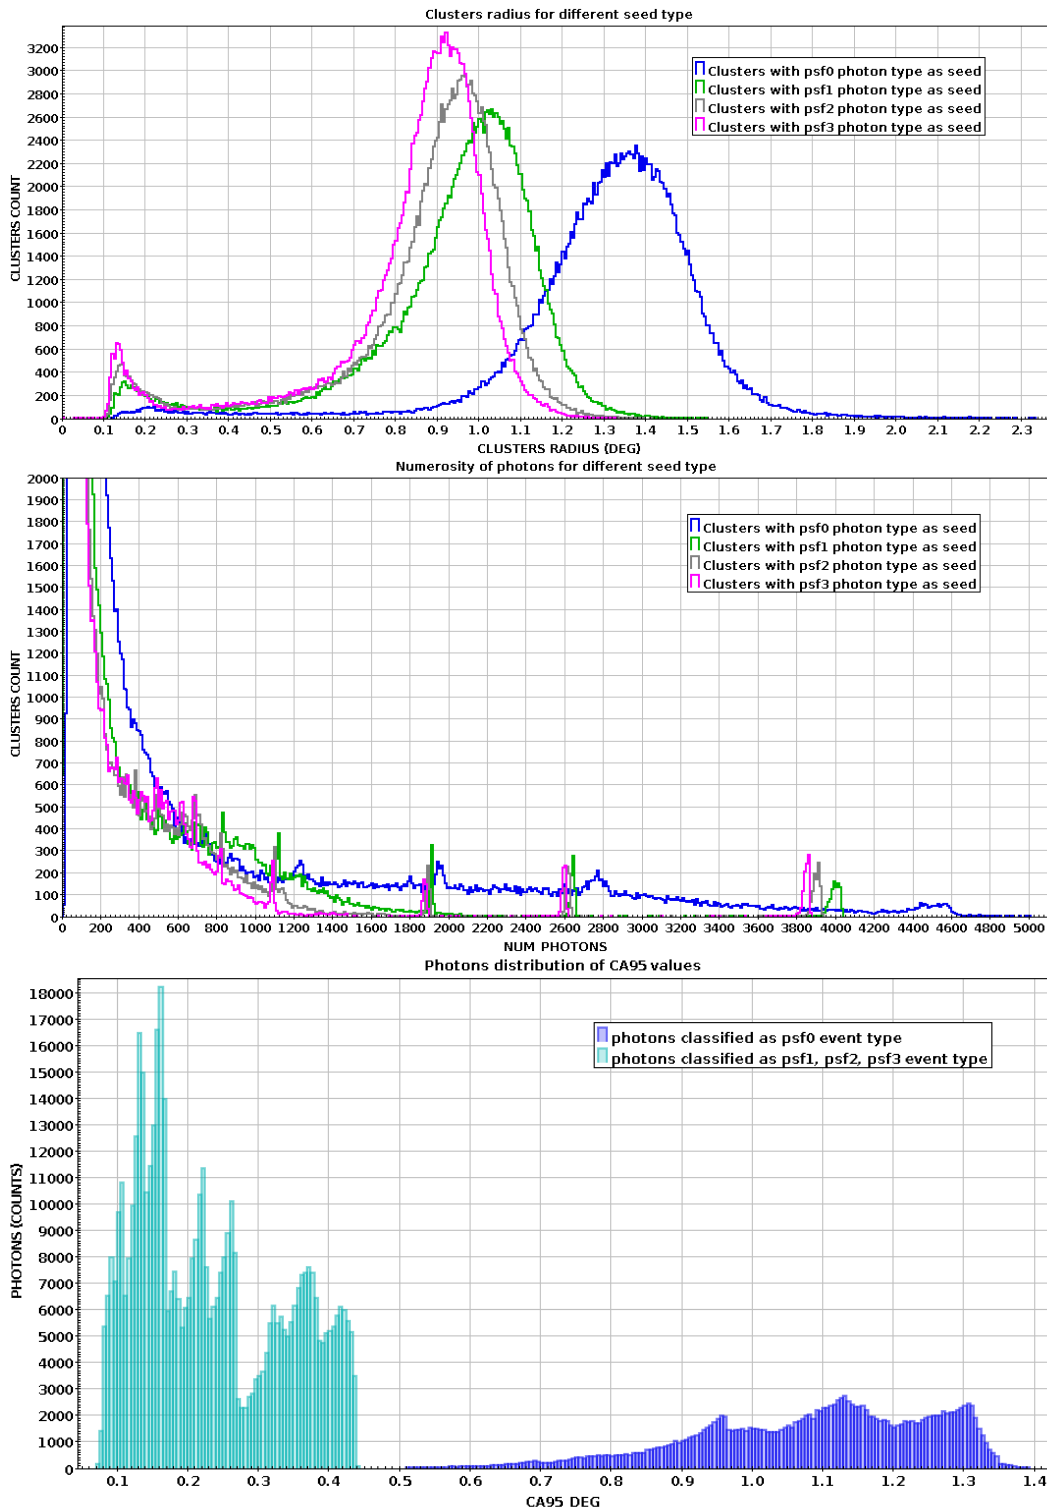 Clusters radius for different seed type
3200
3000
2800
2600
2400
2200
2000
1800
1600
1400
1200
1000
800
600
400
200
0
CLUSTERS COUNT
Clusters with psf0 photon type as seed
Clusters with psf1 photon type as seed
Clusters with psf2 photon type as seed
Clusters with psf3 photon type as seed
0 0.1 0.2 0.3 0.4 0.5 0.6 0.7 0.8 0.9 1.0 1.1 1.2 1.3 1.4 1.5 1.6 1.7 1.8 1.9 2.0 2.1 2.2 2.3
CLUSTERS RADIUS (DEG)
Numerosity of photons for different seed type
2000
1900
1800
1700
1600
1500
1400
1300
1200
1100
1000
900
800
700
600
500
400
300
200
100
0
CLUSTERS COUNT
Clusters with psf0 photon type as seed
Clusters with psf1 photon type as seed
Clusters with psf2 photon type as seed
Clusters with psf3 photon type as seed
0 200 400 600 800 1000 1200 1400 1600 1800 2000 2200 2400 2600 2800 3000 3200 3400 3600 3800 4000 4200 4400 4600 4800 5000
NUM PHOTONS
Photons distribution of CA95 values
18000
17000
16000
15000
14000
13000
12000
11000
10000
9000
8000
7000
6000
5000
4000
3000
2000
1000
0
PHOTONS (COUNTS)
photons classified as psf0 event type
photons classified as psf1, psf2, psf3 event type
0.1 0.2 0.3 0.4 0.5 0.6 0.7 0.8 0.9 1.0 1.1 1.2 1.3 1.4
CA95 DEG